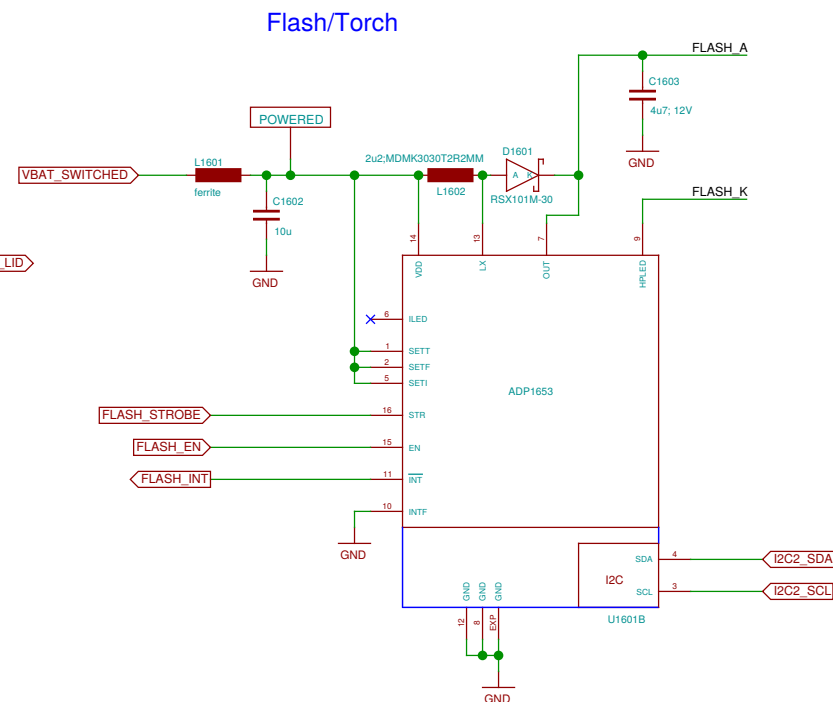 Flash/Torch
FLASH_A
C1603
4u7; 12V
GND
POWERED
L1601
VBAT_SWITCHED
ferrite
C1602
10u
GND
2u2;MDMK3030T2R2MM
L1602
D1601
A K
RSX101M-30
FLASH_K
_LID
14
13
7
9
VDD
LX
OUT
HPLED
6 ILED
1 SETT
2 SETF
5 SETI
ADP1653
FLASH_STROBE 16 STR
FLASH_EN 15 EN
FLASH_INT 11 INT
10 INTF
GND
I2C
SDA 4 I2C2_SDA
SCL 3 I2C2_SCL
GND
GND
GND
12
8
EXP
U1601B
GND